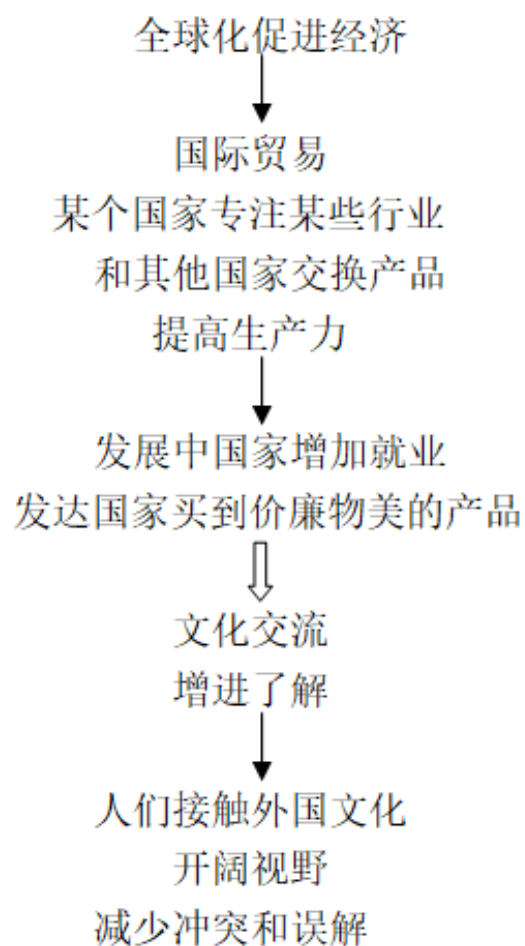 全球化促进经济
国际贸易
某个国家专注某些行业
和其他国家交换产品
提高生产力
发展中国家增加就业
发达国家买到价廉物美的产品
文化交流
增进了解
人们接触外国文化
开阔视野
减少冲突和误解